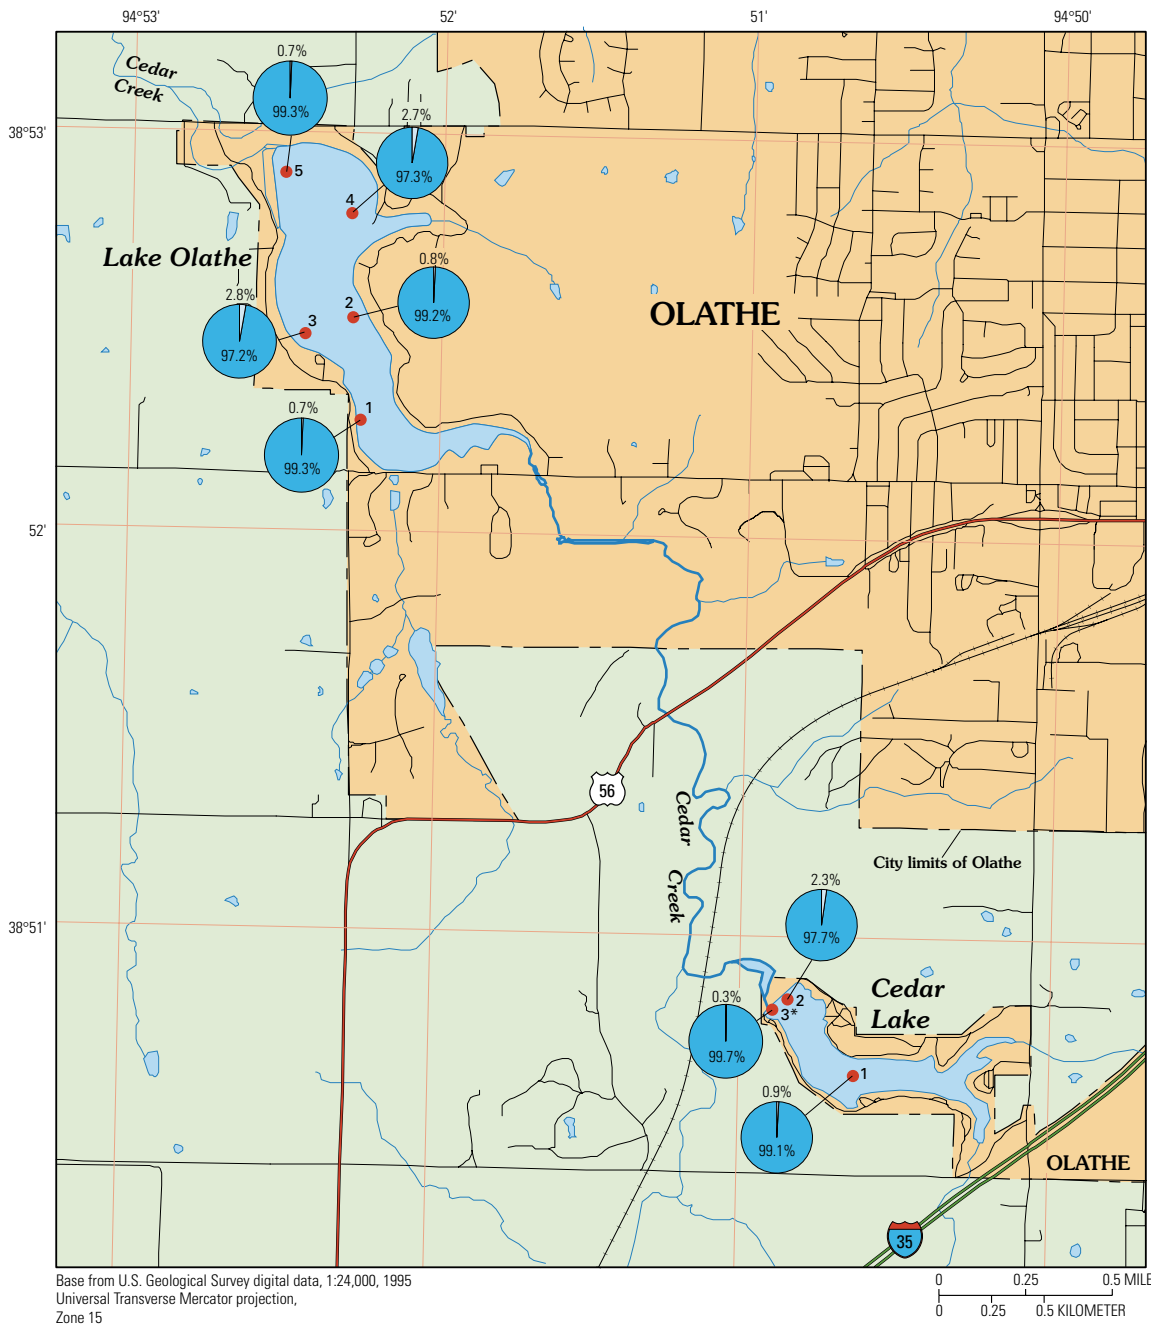 94°53'
52'
51'
94°50'
0.7%
Cedar
Creek
99.3%
2.7%
38°53'
97.3%
5
4
Lake Olathe
0.8%
2.8%
2
99.2%
OLATHE
3
97.2%
0.7%
1
99.3%
52'
56
Cedar
Creek
City limits of Olathe
2.3%
38°51'
97.7%
Cedar
Lake
0.3%
2
3*
99.7%
1
0.9%
99.1%
OLATHE
35
Base from U.S. Geological Survey digital data, 1:24,000, 1995
Universal Transverse Mercator projection,
Zone 15
0 0.25 0.5 MILE
0 0.25 0.5 KILOMETER